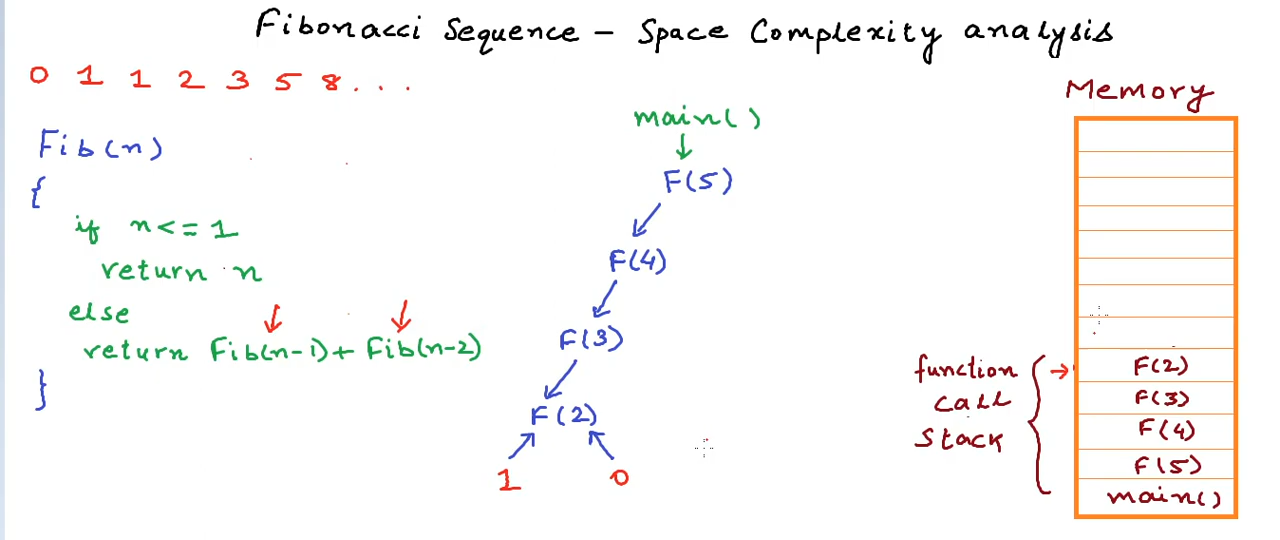 Fibonacci Sequence – Space Complexity analysis
0 1 1 2 3 5 8 . . .
Fib(n)
{
if n<=1
return n
else
return Fib(n-1)+ Fib(n-2)
}
main()
F(5)
F(4)
F(3)
F(2)
1 0
Memory
function
call
stack
F(2)
F(3)
F(4)
F(5)
main()